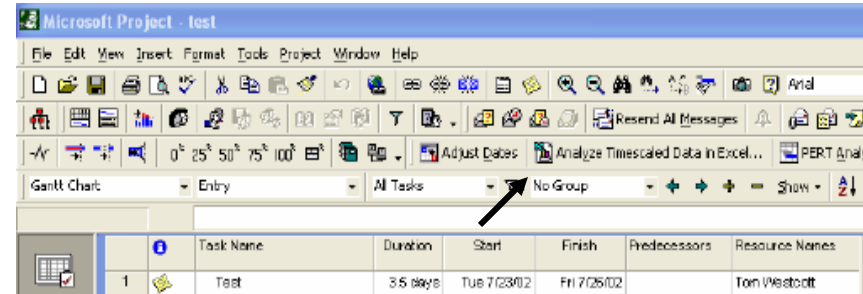 Microsoft Project - test
File Edit View Insert Format Tools Project Window Help
Arial
Resend All Messages
0% 25% 50% 75% 100% Adjust Dates Analyze Timescaled Data in Excel... PERT Anal
Gantt Chart Entry All Tasks No Group Show
Task Name Duration Start Finish Predecessors Resource Names
1 Test 3.5 days Tue 7/23/02 Fri 7/26/02 Tom Westcott